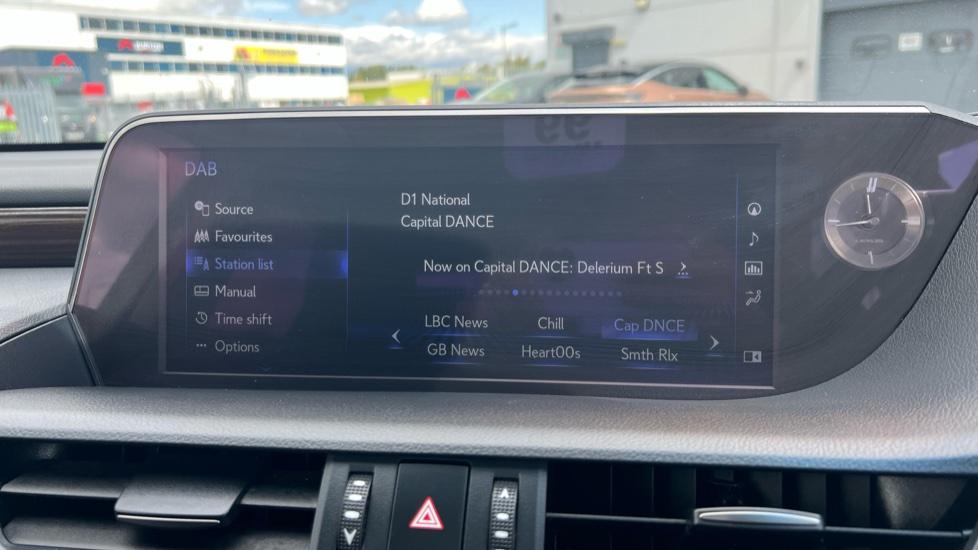 DAB
Source
Favourites
Station list
Manual
Time shift
Options
D1 National
Capital DANCE
Now on Capital DANCE: Delerium Ft S
LBC News Chill Cap DNCE
GB News Heart00s Smth Rlx